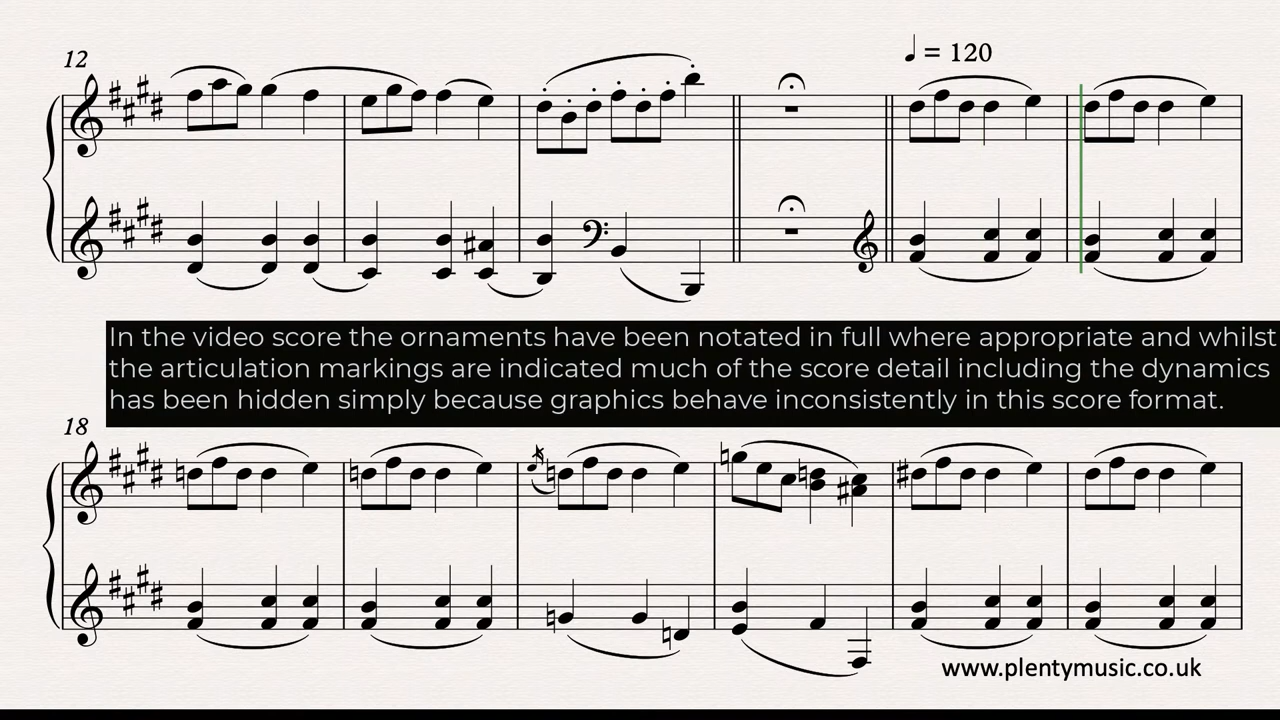 12
♩ = 120
In the video score the ornaments have been notated in full where appropriate and whilst
the articulation markings are indicated much of the score detail including the dynamics
has been hidden simply because graphics behave inconsistently in this score format.
18
www.plentymusic.co.uk